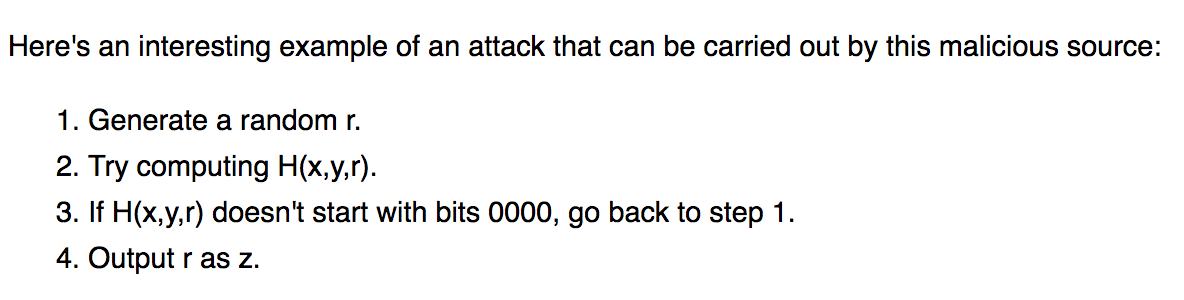 Here's an interesting example of an attack that can be carried out by this malicious source:
1. Generate a random r.
2. Try computing H(x,y,r).
3. If H(x,y,r) doesn't start with bits 0000, go back to step 1.
4. Output r as z.